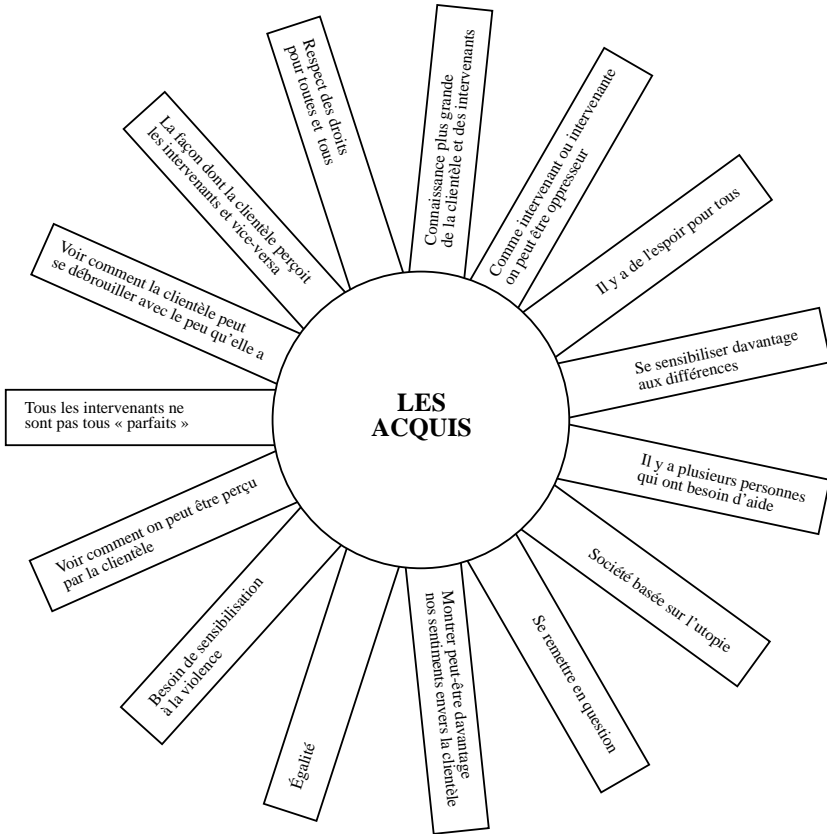 LES
ACQUIS
Connaissance plus grande
de la clientèle et des intervenants
Comme intervenant ou intervenante
on peut être oppresseur
Il y a de l'espoir pour tous
Se sensibiliser davantage
aux différences
Il y a plusieurs personnes
qui ont besoin d'aide
Société basée sur l'utopie
Se remettre en question
Montrer peut-être davantage
nos sentiments envers la clientèle
Égalité
Besoin de sensibilisation
à la violence
Voir comment on peut être perçu
par la clientèle
Tous les intervenants ne
sont pas tous « parfaits »
Voir comment la clientèle peut
se débrouiller avec le peu qu'elle a
La façon dont la clientèle perçoit
les intervenants et vice-versa
Respect des droits
pour toutes et tous